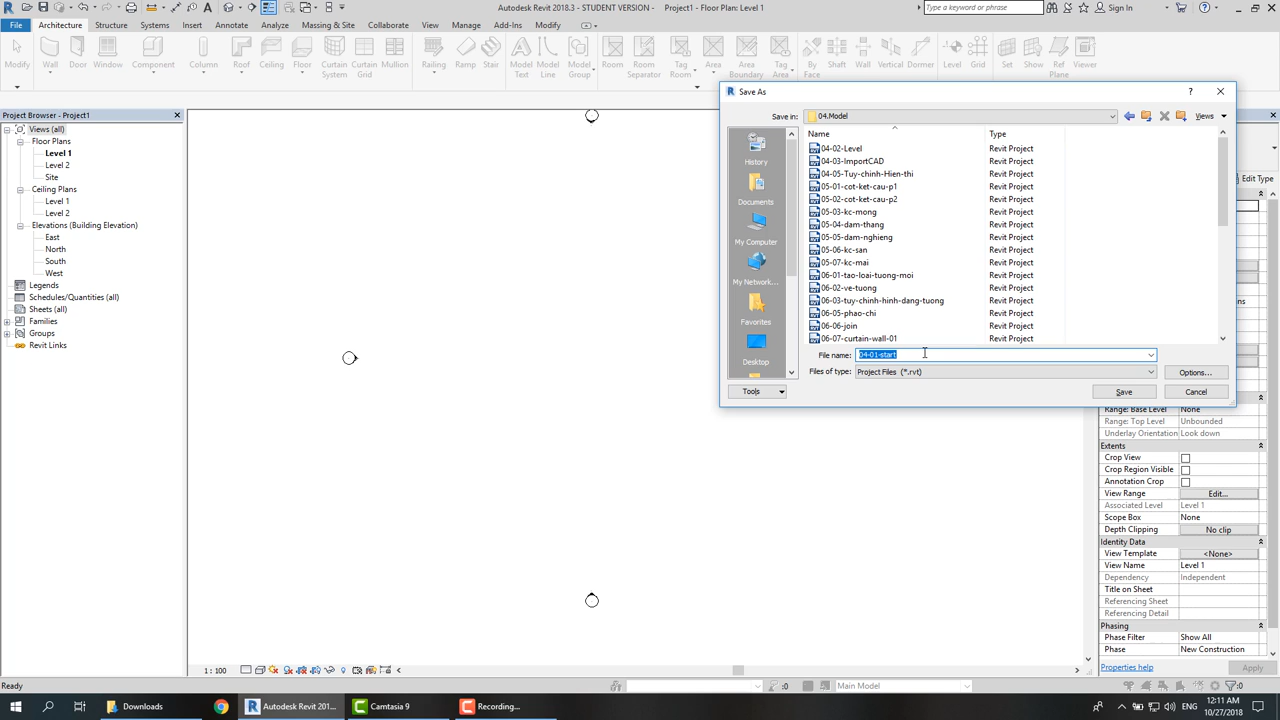 Autodesk Revit 2018.3 - STUDENT VERSION - Project1 - Floor Plan: Level 1
Type a keyword or phrase
Sign In
File
Architecture
Structure
Systems
Insert
Annotate
Analyze
Massing & Site
Collaborate
View
Manage
Add-Ins
Modify
Modify
Wall
Door
Window
Component
Column
Roof
Ceiling
Floor
Curtain System
Curtain Grid
Mullion
Railing
Ramp
Stair
Model Text
Model Line
Model Group
Room
Room Separator
Tag Room
Area
Area Boundary
Tag Area
By Face
Shaft
Wall
Vertical
Dormer
Level
Grid
Set
Show
Ref Plane
Viewer
Project Browser - Project1
Views (all)
Floor Plans
Level 1
Level 2
Site
Ceiling Plans
Level 1
Level 2
Elevations (Building Elevation)
East
North
South
West
Legends
Schedules/Quantities (all)
Sheets (all)
Families
Groups
Revit Links
Save As
Save in:
04.Model
Views
Name
Type
History
Documents
My Computer
My Network...
Favorites
Desktop
04-02-Level Revit Project
04-03-ImportCAD Revit Project
04-05-Tuy-chinh-Hien-thi Revit Project
05-01-cot-ket-cau-p1 Revit Project
05-02-cot-ket-cau-p2 Revit Project
05-03-kc-mong Revit Project
05-04-dam-thang Revit Project
05-05-dam-nghieng Revit Project
05-06-kc-san Revit Project
05-07-kc-mai Revit Project
06-01-tao-loai-tuong-moi Revit Project
06-02-ve-tuong Revit Project
06-03-tuy-chinh-hinh-dang-tuong Revit Project
06-05-phao-chi Revit Project
06-06-join Revit Project
06-07-curtain-wall-01 Revit Project
File name: 04-01-start
Files of type: Project Files (*.rvt)
Options...
Tools
Save
Cancel
Edit Type
Range: Base Level None
Range: Top Level Unbounded
Underlay Orientation Look down
Extents
Crop View
Crop Region Visible
Annotation Crop
View Range Edit...
Associated Level Level 1
Scope Box None
Depth Clipping No clip
Identity Data
View Template <None>
View Name Level 1
Dependency Independent
Title on Sheet
Referencing Sheet
Referencing Detail
Phasing
Phase Filter Show All
Phase New Construction
Properties help
Apply
1 : 100
Ready
:0
Main Model
:0
Downloads
Autodesk Revit 201...
Camtasia 9
Recording...
12:11 AM
10/27/2018